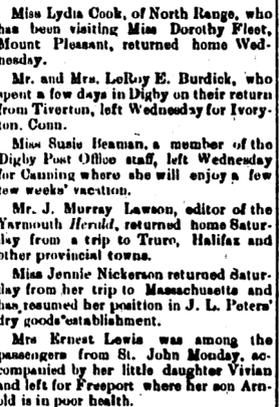 Miss Lydia Cook, of North Range, who
has been visiting Miss Dorothy Fleet,
Mount Pleasant, returned home Wed-
nesday.
Mr. and Mrs. LeRoy E. Burdick, who
spent a few days in Digby on their return
from Tiverton, left Wednesday for Ivory-
ton, Conn.
Miss Susie Beaman, a member of the
Digby Post Office staff, left Wednesday
for Canning where she will enjoy a few
few weeks' vacation.
Mr. J. Murray Lawson, editor of the
Yarmouth Herald, returned home Satur-
day from a trip to Truro, Halifax and
other provincial towns.
Miss Jennie Nickerson returned Satur-
day from her trip to Massachusetts and
has resumed her position in J. L. Peters'
dry goods establishment.
Mrs Ernest Lewis was among the
passengers from St. John Monday, ac-
companied by her little daughter Vivian
and left for Freeport where her son Arn-
old is in poor health.